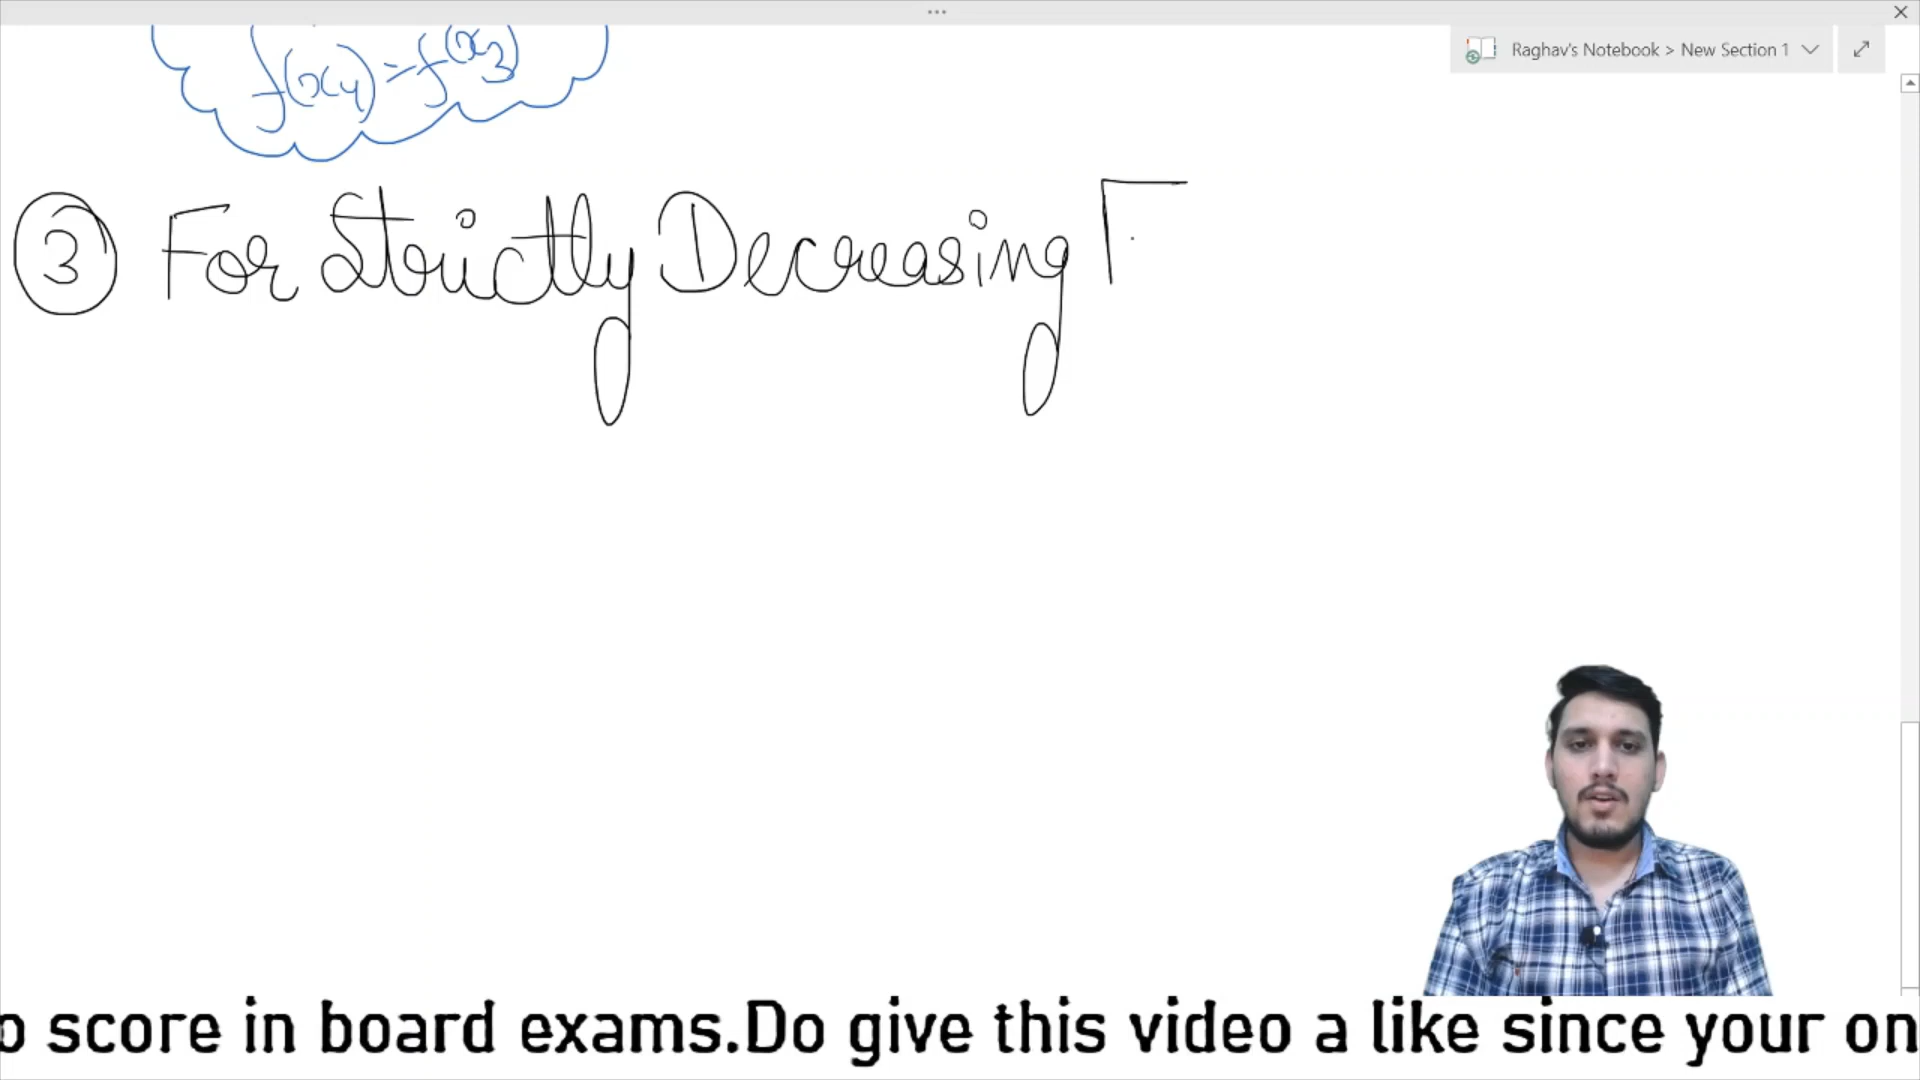 Raghav's Notebook > New Section 1
f(x4) = f(x3)
3 For Strictly Decreasing F
o score in board exams.Do give this video a like since your on